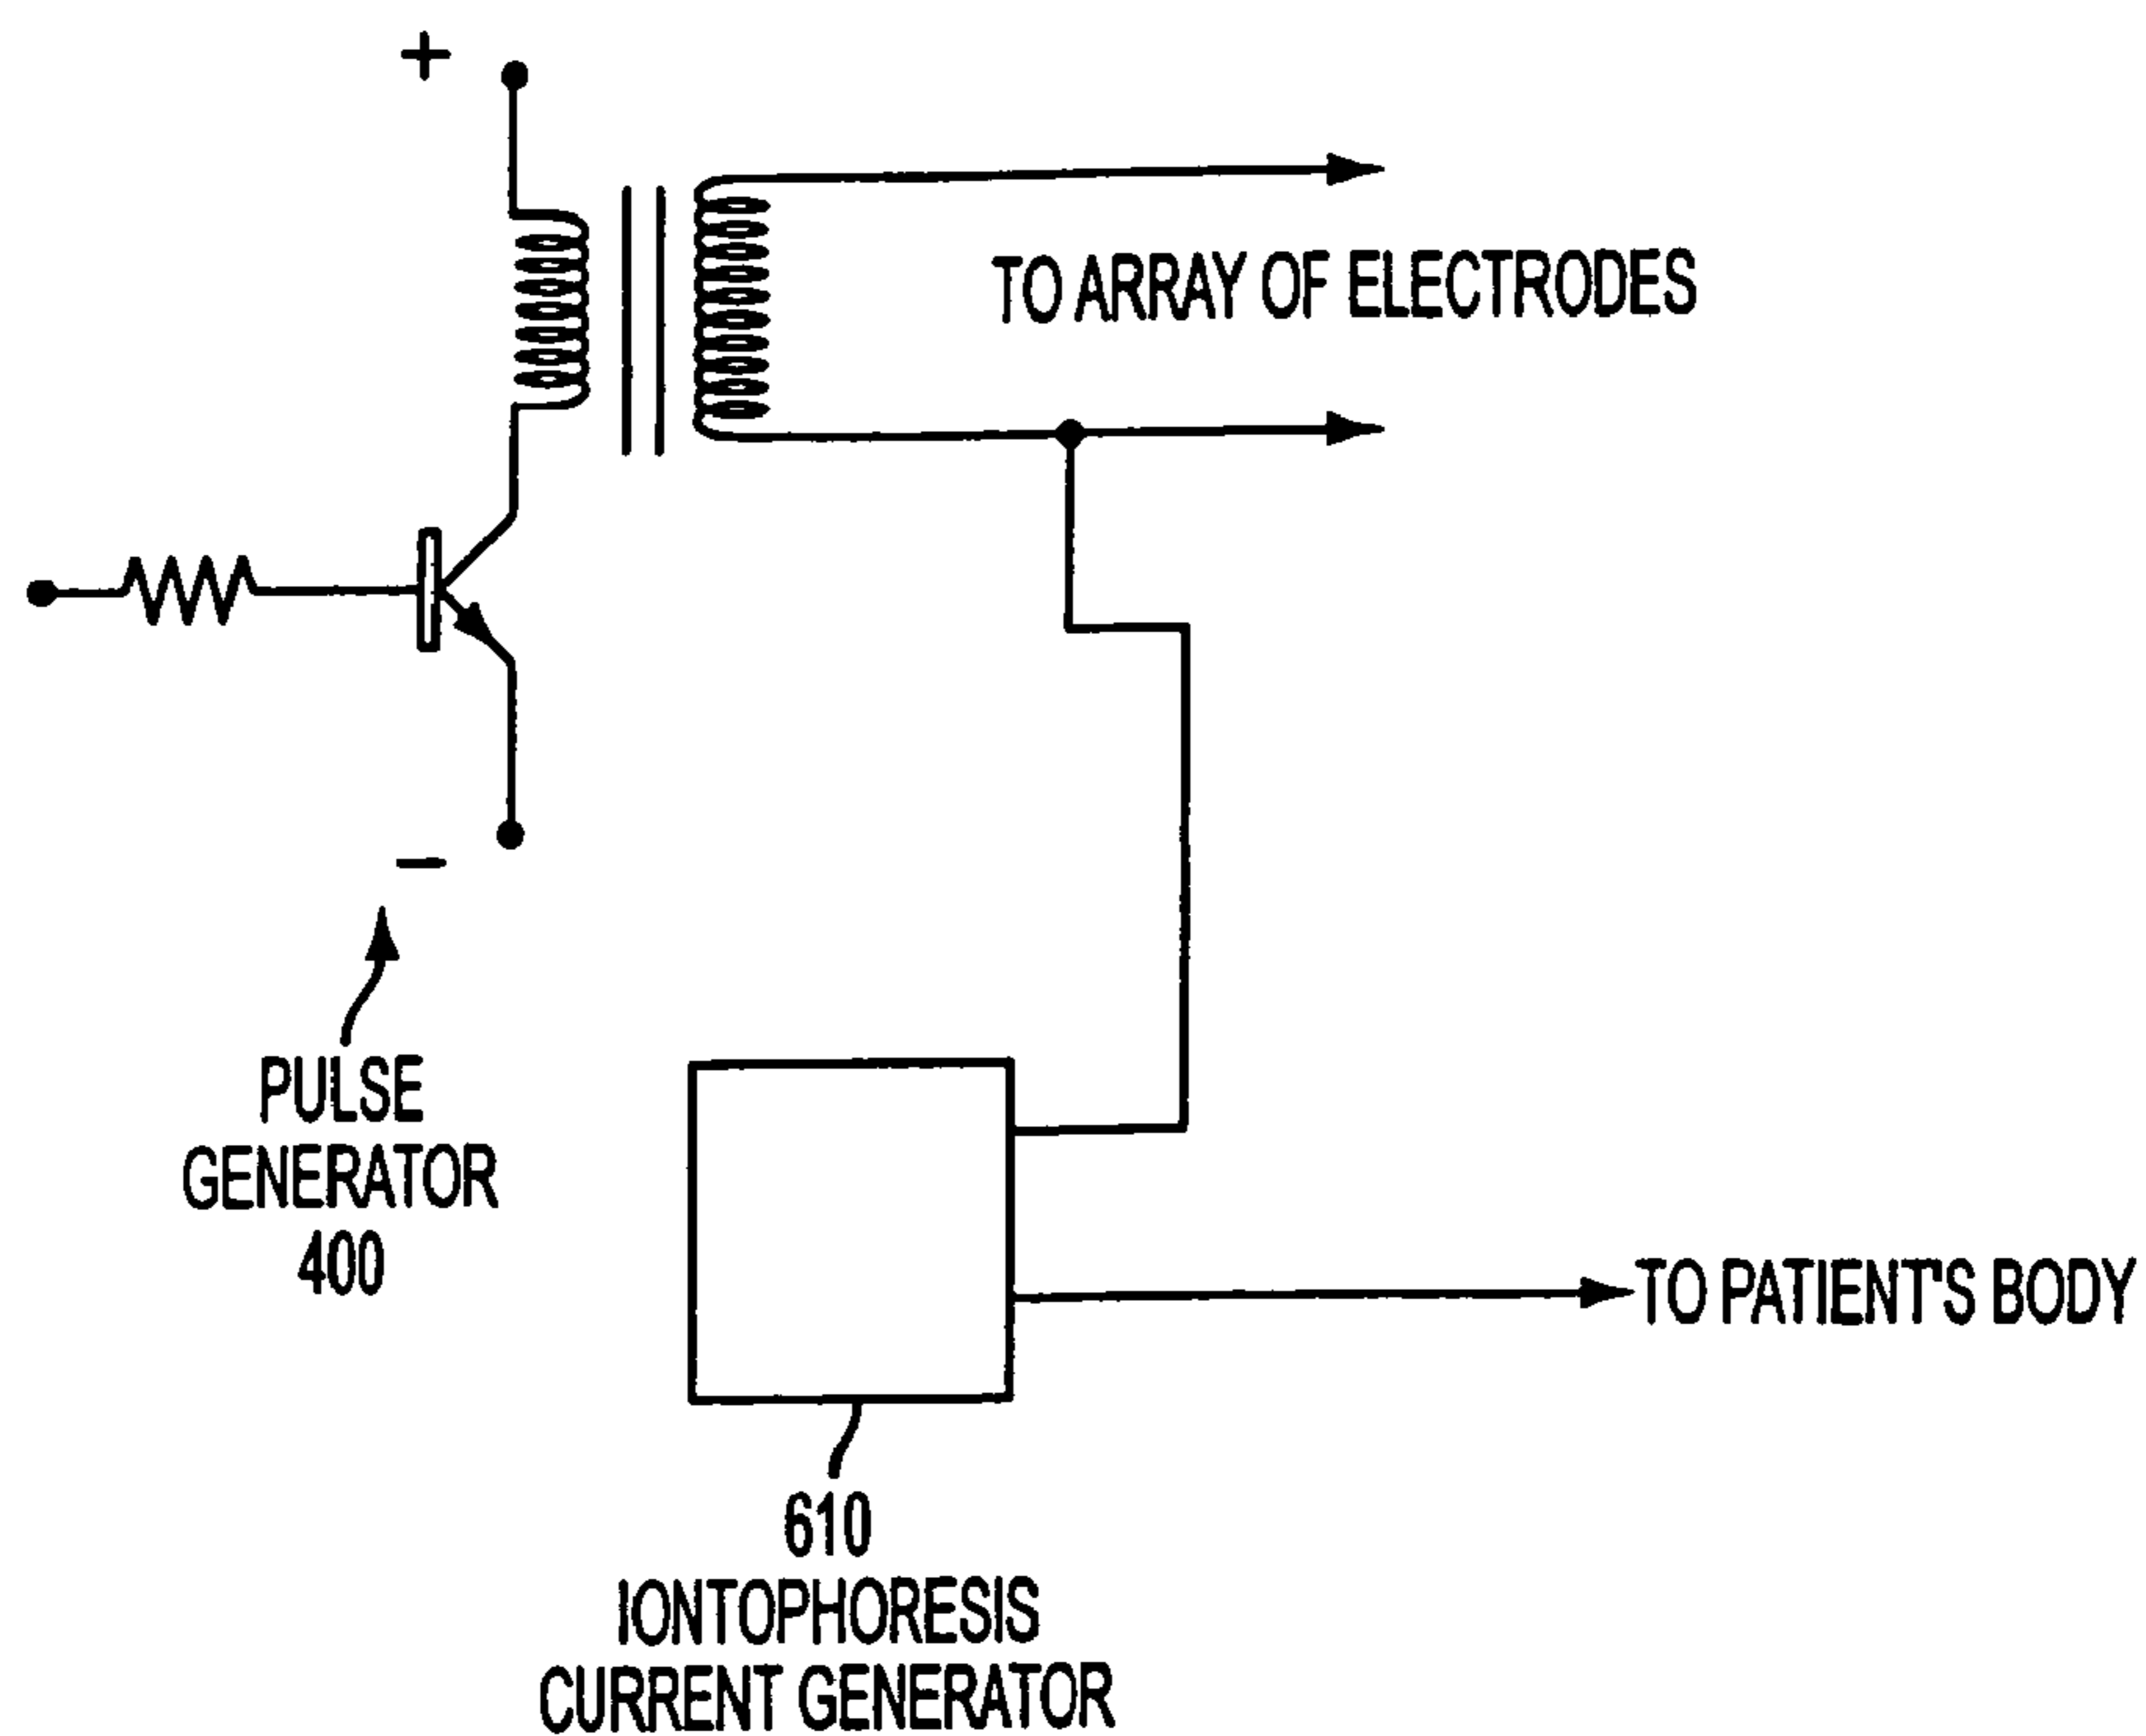 +
TO ARRAY OF ELECTRODES
−
PULSE
GENERATOR
400
TO PATIENT'S BODY
610
IONTOPHORESIS
CURRENT GENERATOR